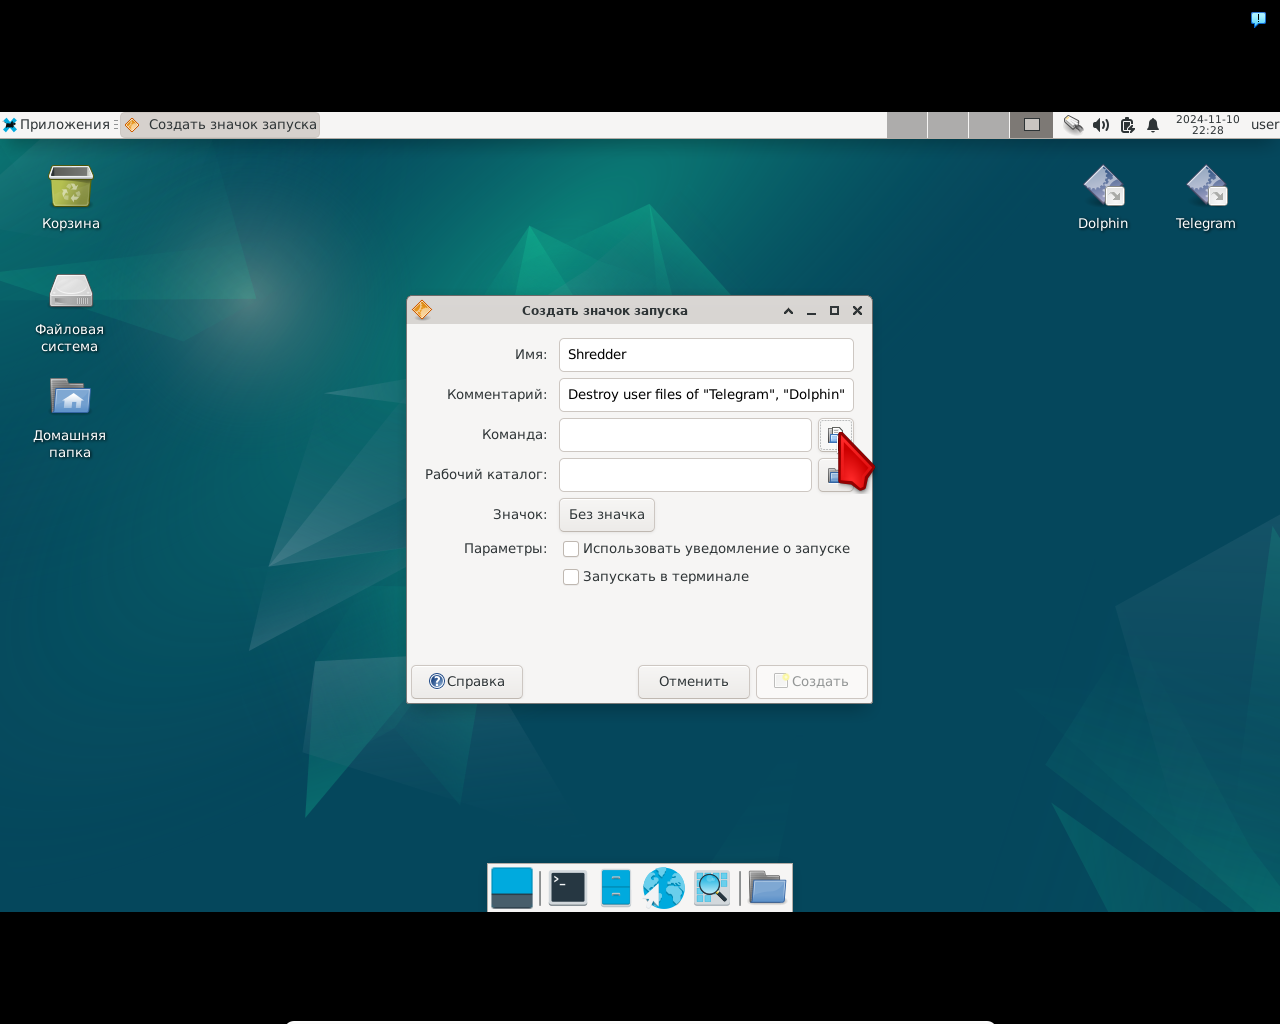 Приложения
Создать значок запуска
2024-11-10
22:28
user
Корзина
Dolphin
Telegram
Файловая
система
Домашняя
папка
Создать значок запуска
Имя:
Shredder
Комментарий:
Destroy user files of "Telegram", "Dolphin"
Команда:
Рабочий каталог:
Значок:
Без значка
Параметры:
Использовать уведомление о запуске
Запускать в терминале
Справка
Отменить
Создать